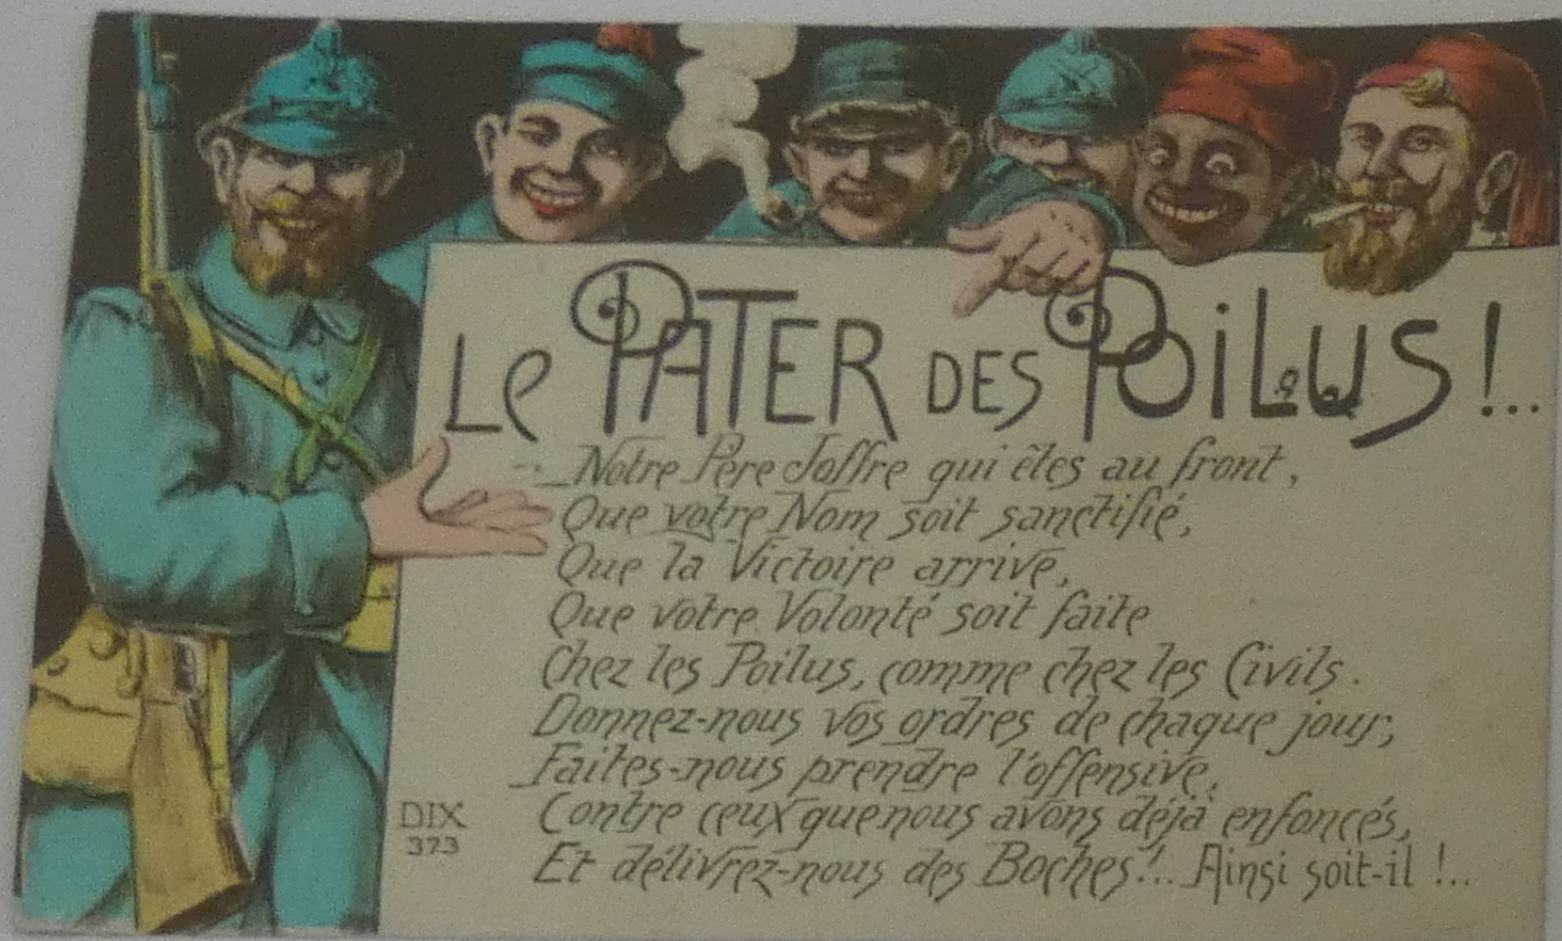 Le PATER DES POiLUS !..
_Notre Père Joffre qui êtes au front,
Que votre Nom soit sanctifié,
Que la Victoire arrive,
Que votre Volonté soit faite
Chez les Poilus, comme chez les Civils.
Donnez-nous vos ordres de chaque jour;
_Faites-nous prendre l'offensive,
Contre ceux que nous avons déjà enfoncés,
Et délivrez-nous des Boches!.. Ainsi soit-il !..
DIX
373